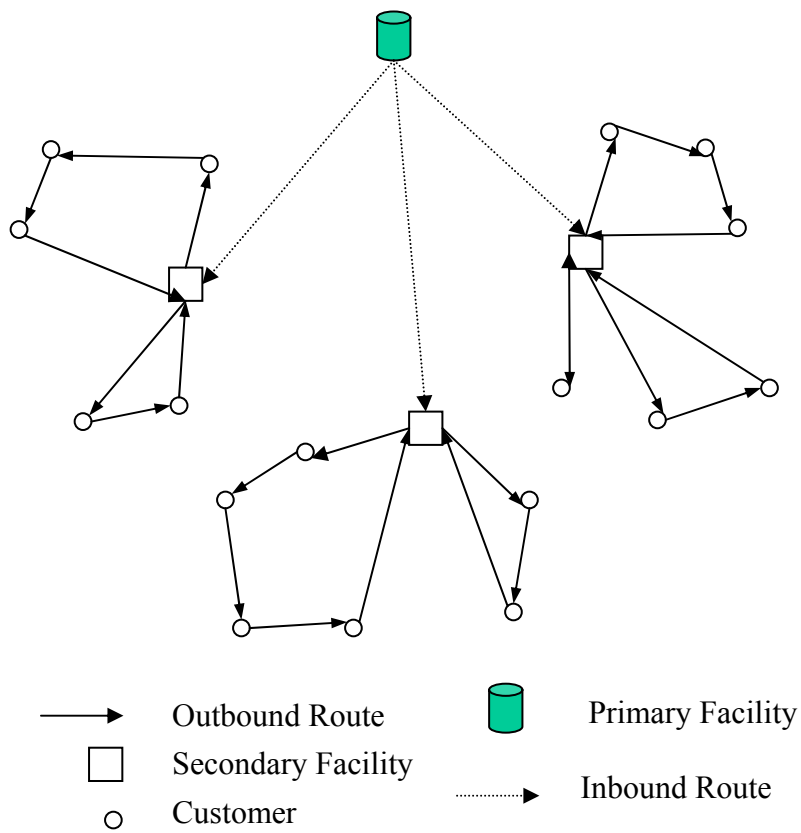 Outbound Route
Secondary Facility
Customer
Primary Facility
Inbound Route